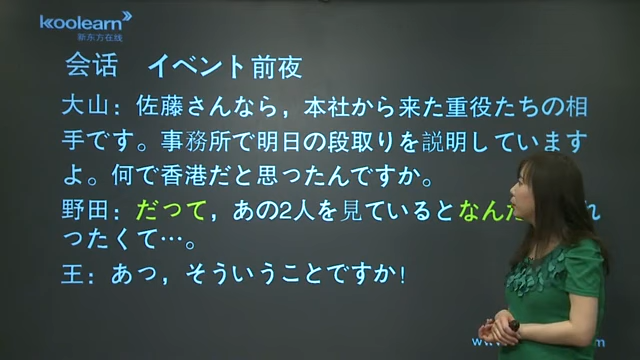 koolearn
新东方在线
会话 イベント前夜
大山：佐藤さんなら，本社から来た重役たちの相
手です。事務所で明日の段取りを説明しています
よ。何で香港だと思ったんですか。
野田：だって，あの2人を見ていると なん れ
ったくて…。
王：あっ，そういうことですか！